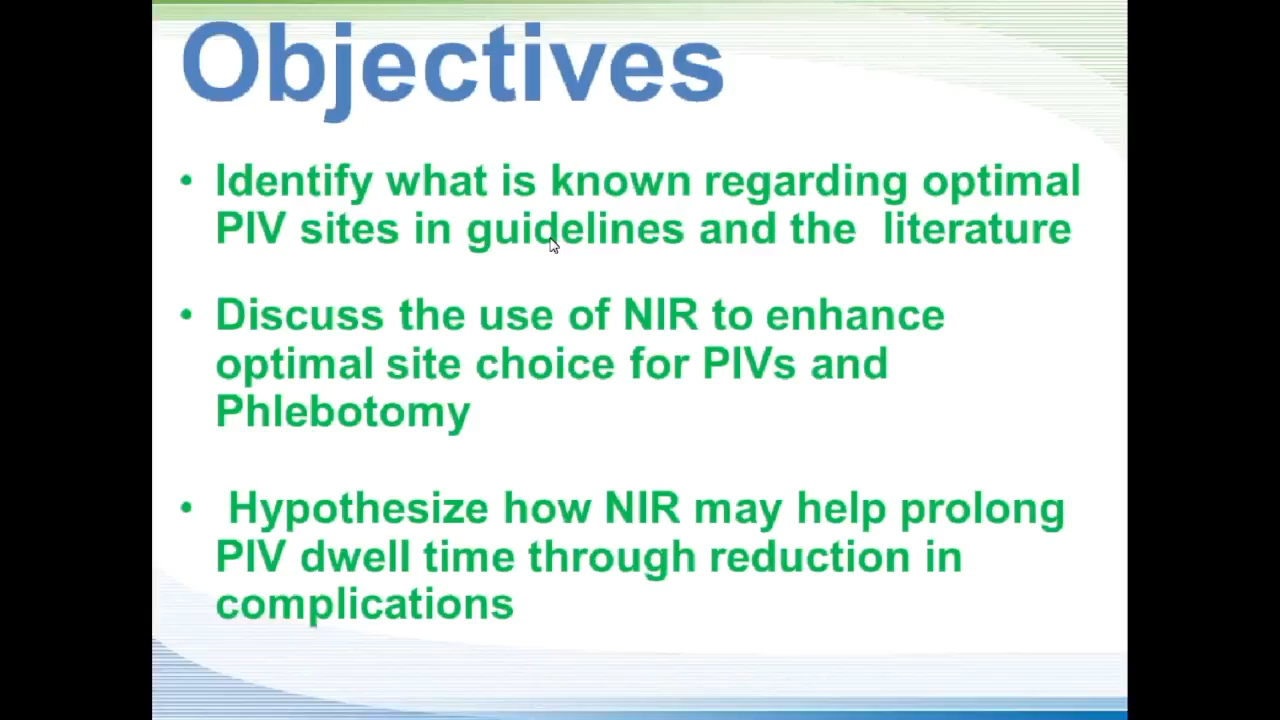 Objectives
• Identify what is known regarding optimal
PIV sites in guidelines and the literature
• Discuss the use of NIR to enhance
optimal site choice for PIVs and
Phlebotomy
• Hypothesize how NIR may help prolong
PIV dwell time through reduction in
complications